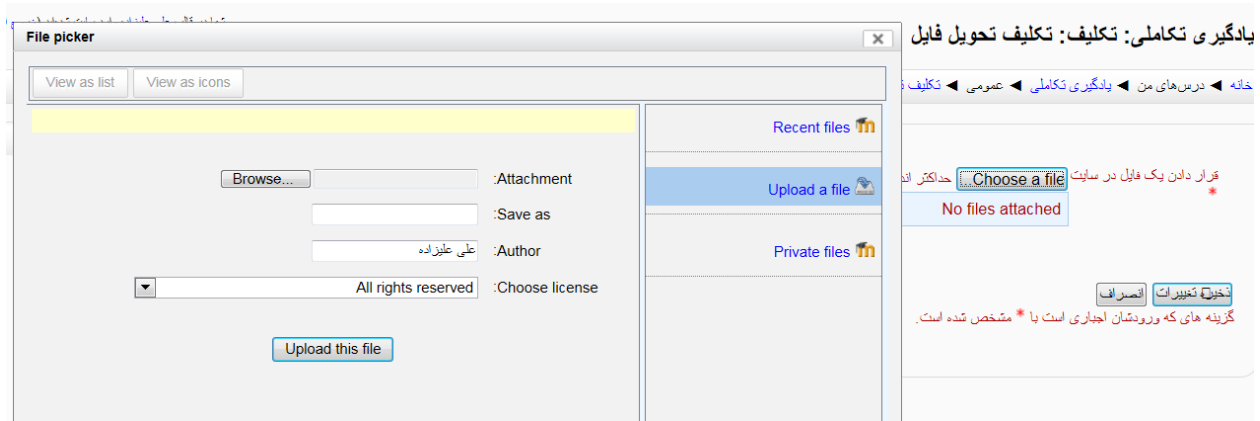 یادگیری تکاملی: تکلیف: تکلیف تحویل فایل
خانه ◄ درس‌های من ◄ یادگیری تکاملی ◄ عمومی ◄ تکلیف
File picker
View as list View as icons
Recent files
Upload a file
Private files
Attachment: Browse...
Save as:
Author: علی علیزاده
Choose license: All rights reserved
Upload this file
قرار دادن یک فایل در سایت Choose a file... حداکثر
*
No files attached
ذخیره تغییرات انصراف
گزینه های که ورودشان اجباری است با * مشخص شده است.